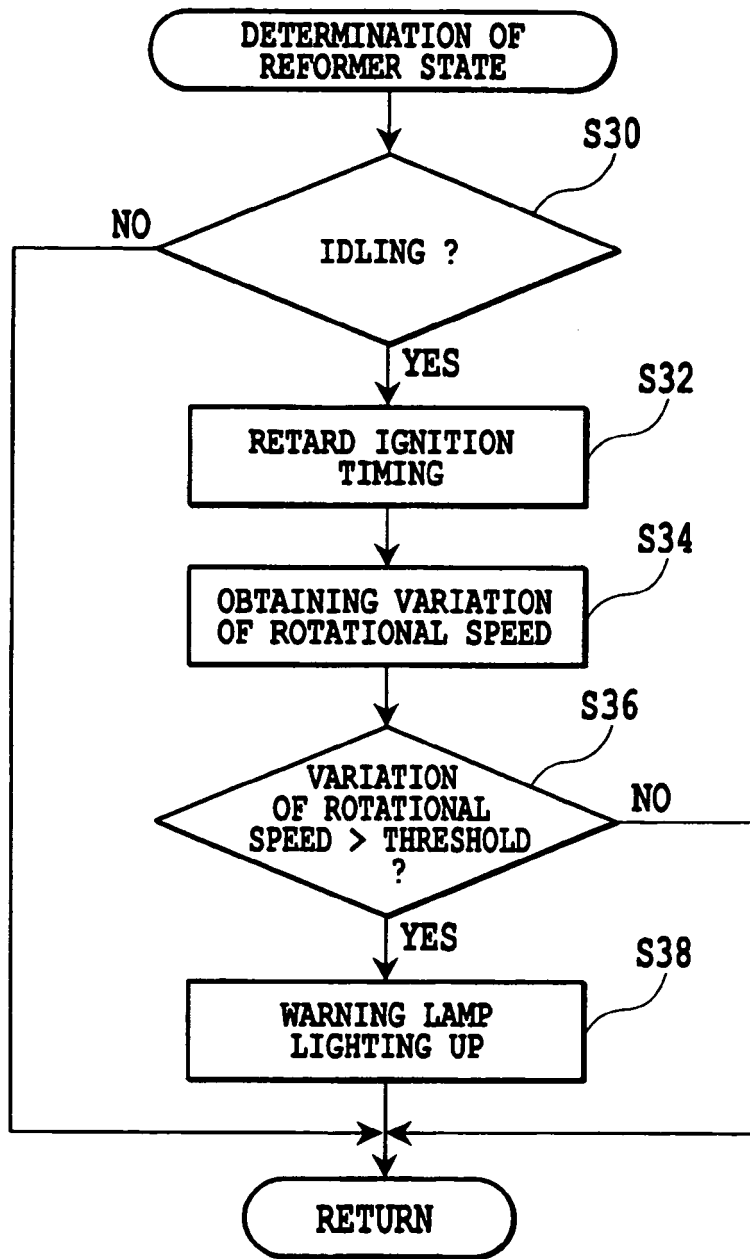 DETERMINATION OF
REFORMER STATE
S30
NO
IDLING ?
YES
S32
RETARD IGNITION
TIMING
S34
OBTAINING VARIATION
OF ROTATIONAL SPEED
S36
VARIATION
OF ROTATIONAL
SPEED > THRESHOLD
?
NO
YES
S38
WARNING LAMP
LIGHTING UP
RETURN